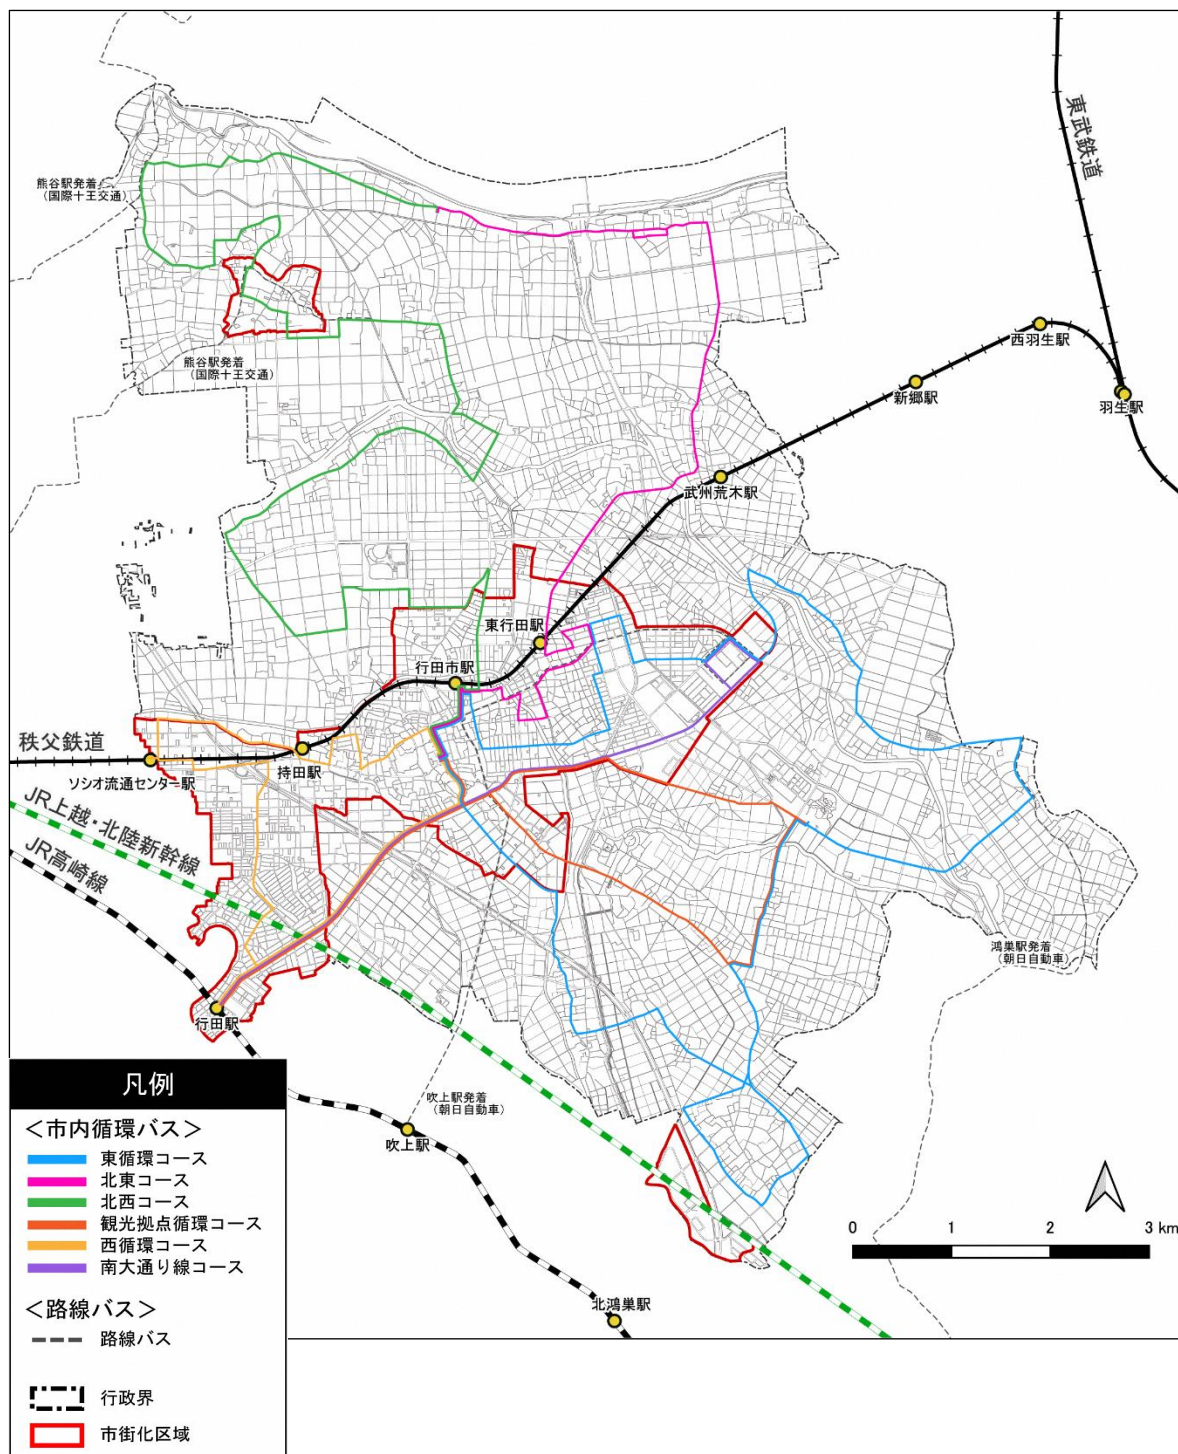 東武鉄道
熊谷駅発着
(国際十王交通)
熊谷駅発着
(国際十王交通)
西羽生駅
新郷駅
羽生駅
武州荒木駅
東行田駅
行田市駅
秩父鉄道
持田駅
ソシオ流通センター駅
JR上越・北陸新幹線
JR高崎線
鴻巣駅発着
(朝日自動車)
行田駅
吹上駅発着
(朝日自動車)
吹上駅
北鴻巣駅
0 1 2 3 km
凡例
<市内循環バス>
東循環コース
北東コース
北西コース
観光拠点循環コース
西循環コース
南大通り線コース
<路線バス>
路線バス
行政界
市街化区域